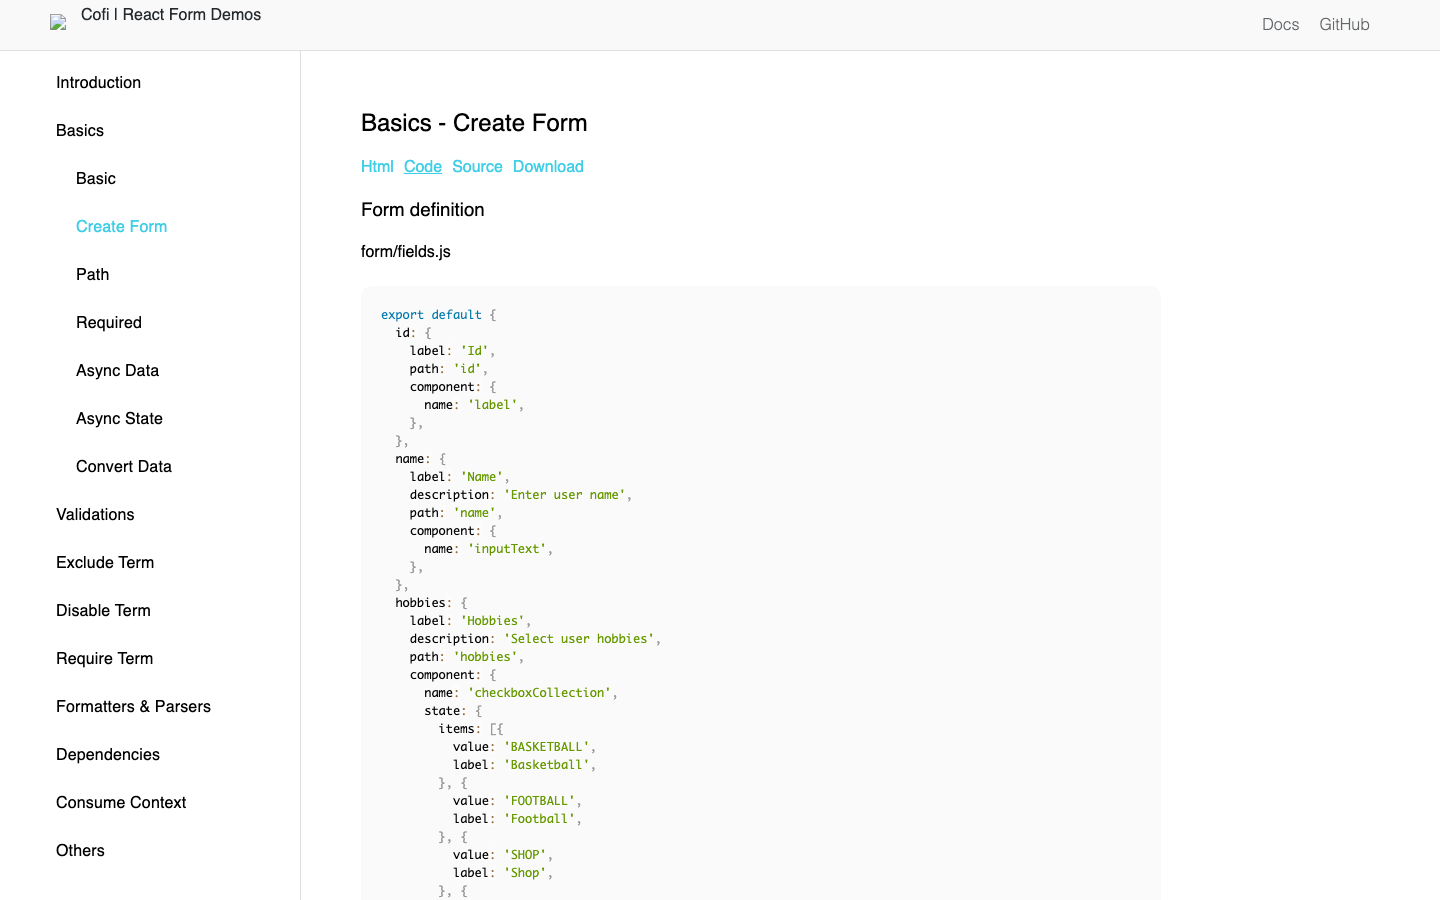 Cofi | React Form Demos
Docs GitHub
Introduction
Basics
Basic
Create Form
Path
Required
Async Data
Async State
Convert Data
Validations
Exclude Term
Disable Term
Require Term
Formatters & Parsers
Dependencies
Consume Context
Others
Basics - Create Form
Html Code Source Download
Form definition
form/fields.js
export default {
  id: {
    label: 'Id',
    path: 'id',
    component: {
      name: 'label',
    },
  },
  name: {
    label: 'Name',
    description: 'Enter user name',
    path: 'name',
    component: {
      name: 'inputText',
    },
  },
  hobbies: {
    label: 'Hobbies',
    description: 'Select user hobbies',
    path: 'hobbies',
    component: {
      name: 'checkboxCollection',
      state: {
        items: [{
          value: 'BASKETBALL',
          label: 'Basketball',
        }, {
          value: 'FOOTBALL',
          label: 'Football',
        }, {
          value: 'SHOP',
          label: 'Shop',
        }, {